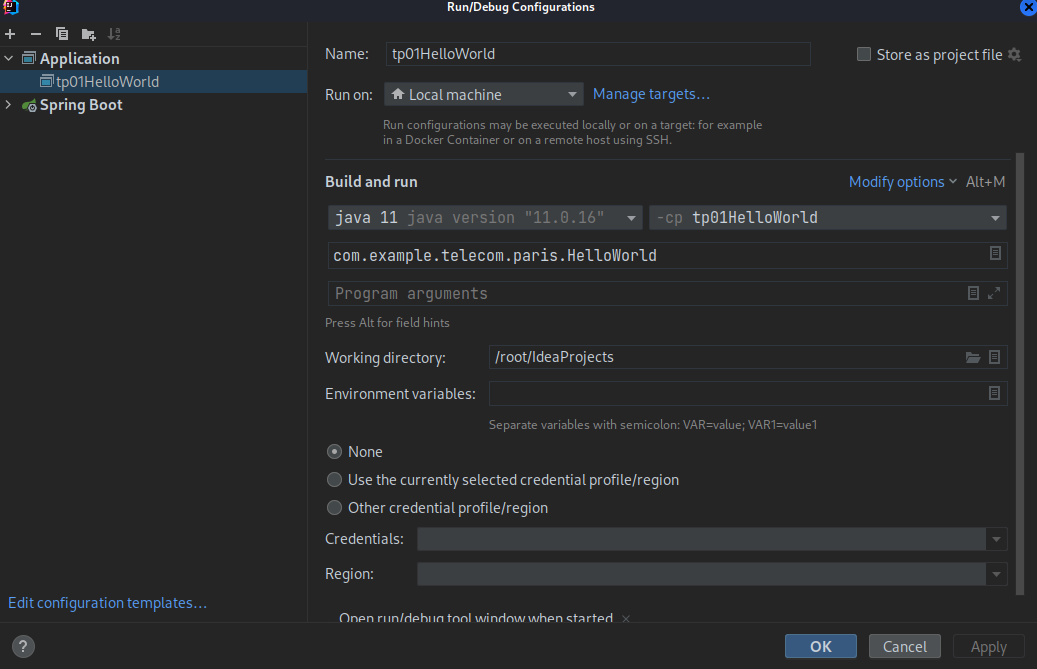 Run/Debug Configurations
Application
tp01HelloWorld
Spring Boot
Edit configuration templates…
Name: tp01HelloWorld
Store as project file
Run on: Local machine Manage targets…
Run configurations may be executed locally or on a target: for example
in a Docker Container or on a remote host using SSH.
Build and run Modify options Alt+M
java 11 java version "11.0.16" -cp tp01HelloWorld
com.example.telecom.paris.HelloWorld
Program arguments
Press Alt for field hints
Working directory: /root/IdeaProjects
Environment variables:
Separate variables with semicolon: VAR=value; VAR1=value1
None
Use the currently selected credential profile/region
Other credential profile/region
Credentials:
Region:
Open run/debug tool window when started ×
? OK Cancel Apply